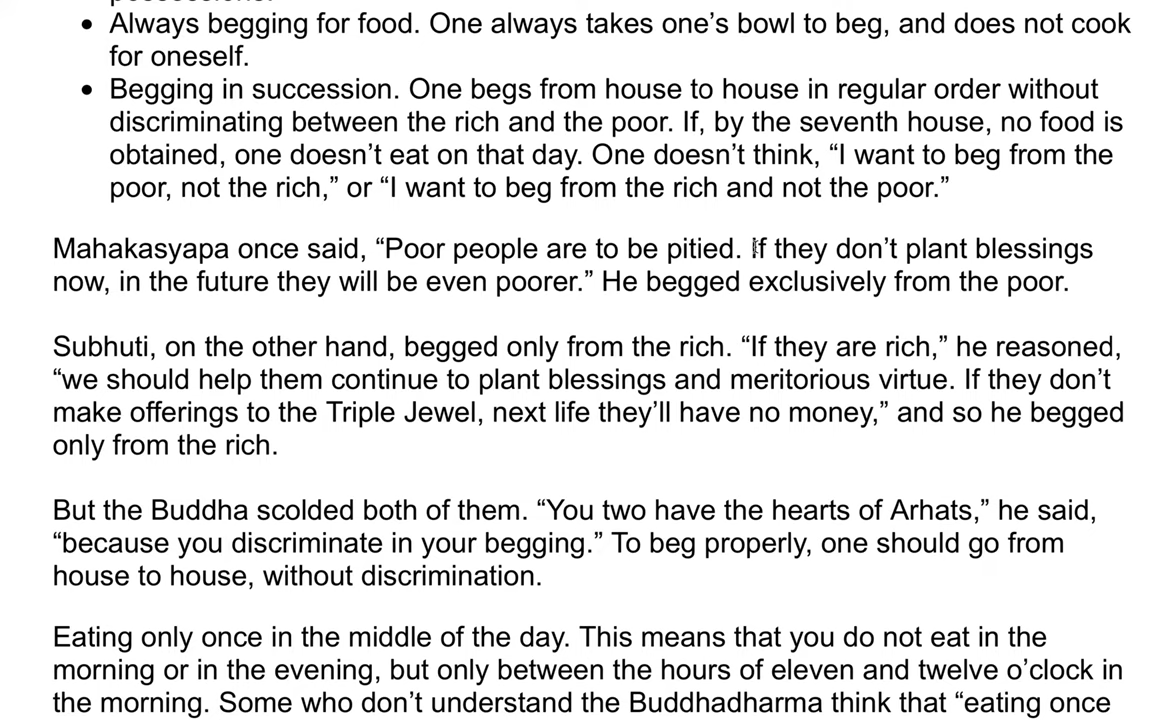 Always begging for food. One always takes one’s bowl to beg, and does not cook
for oneself.
Begging in succession. One begs from house to house in regular order without
discriminating between the rich and the poor. If, by the seventh house, no food is
obtained, one doesn’t eat on that day. One doesn’t think, “I want to beg from the
poor, not the rich,” or “I want to beg from the rich and not the poor.”
Mahakasyapa once said, “Poor people are to be pitied. If they don’t plant blessings
now, in the future they will be even poorer.” He begged exclusively from the poor.
Subhuti, on the other hand, begged only from the rich. “If they are rich,” he reasoned,
“we should help them continue to plant blessings and meritorious virtue. If they don’t
make offerings to the Triple Jewel, next life they’ll have no money,” and so he begged
only from the rich.
But the Buddha scolded both of them. “You two have the hearts of Arhats,” he said,
“because you discriminate in your begging.” To beg properly, one should go from
house to house, without discrimination.
Eating only once in the middle of the day. This means that you do not eat in the
morning or in the evening, but only between the hours of eleven and twelve o’clock in
the morning. Some who don’t understand the Buddhadharma think that “eating once